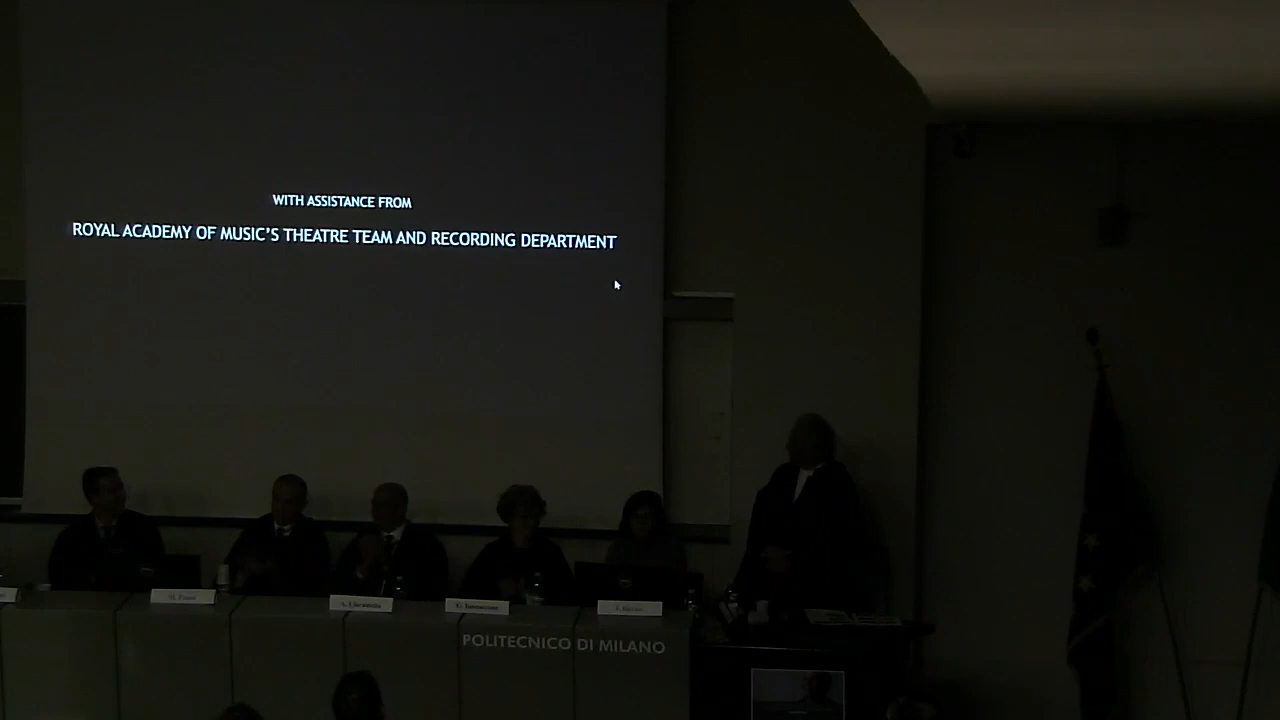 WITH ASSISTANCE FROM
ROYAL ACADEMY OF MUSIC'S THEATRE TEAM AND RECORDING DEPARTMENT
POLITECNICO DI MILANO